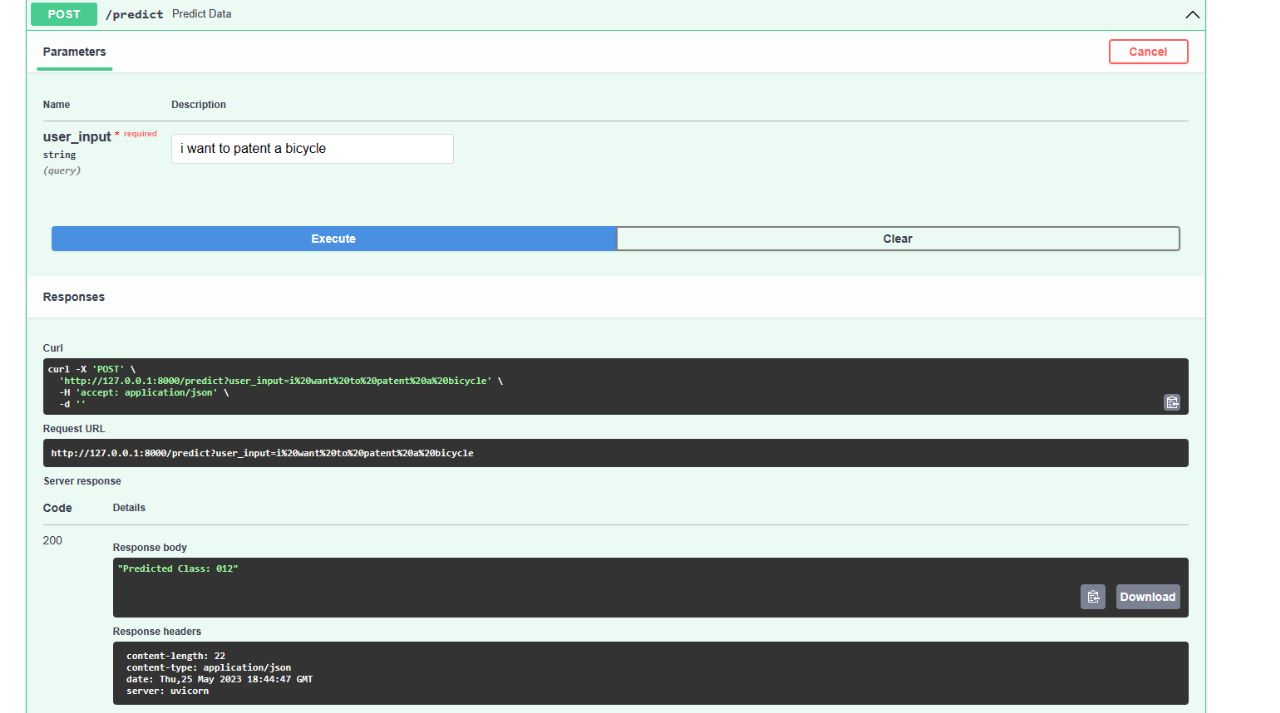 POST /predict Predict Data
Parameters
Cancel
Name Description
user_input * required
string
(query)
i want to patent a bicycle
Execute Clear
Responses
Curl
curl -X 'POST' \
'http://127.0.0.1:8000/predict?user_input=i%20want%20to%20patent%20a%20bicycle' \
-H 'accept: application/json' \
-d ''
Request URL
http://127.0.0.1:8000/predict?user_input=i%20want%20to%20patent%20a%20bicycle
Server response
Code Details
200
Response body
"Predicted Class: 012"
Download
Response headers
content-length: 22
content-type: application/json
date: Thu,25 May 2023 18:44:47 GMT
server: uvicorn